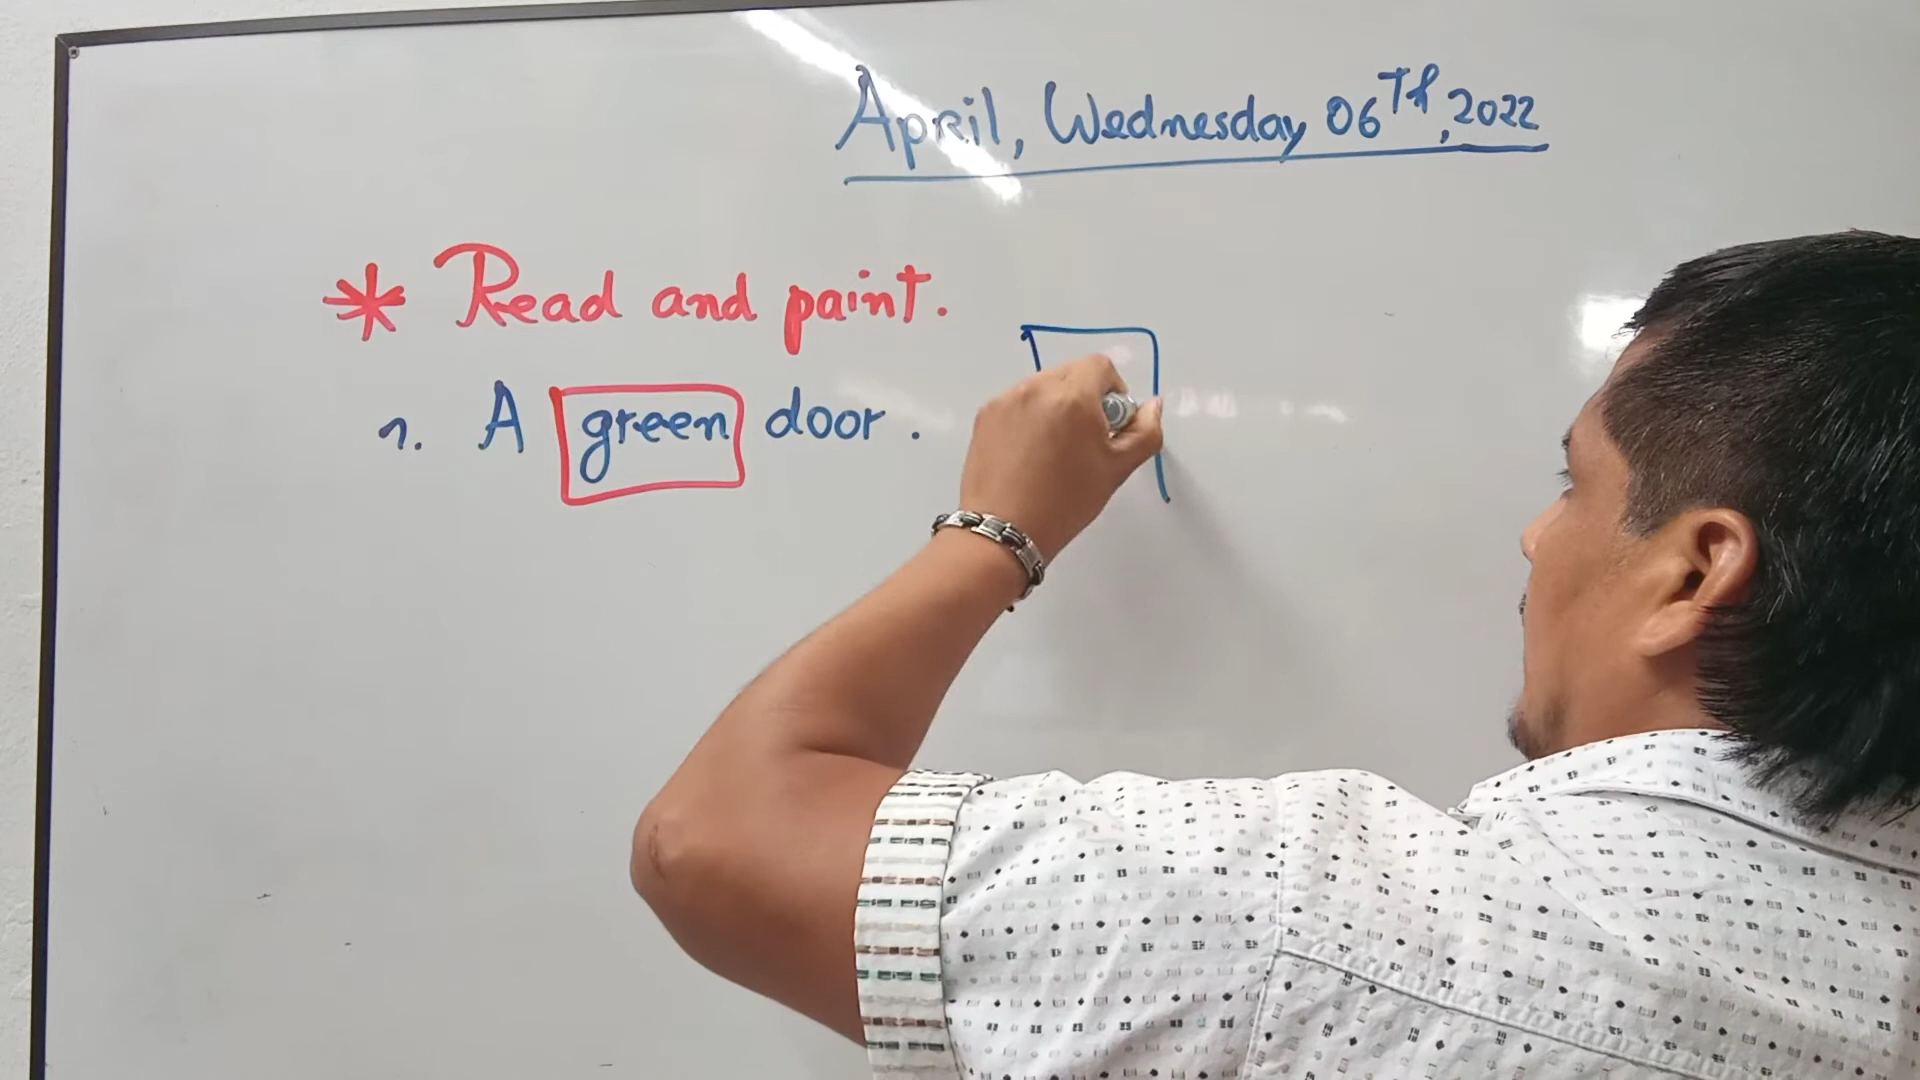 April, Wednesday 06Th, 2022
* Read and paint.
1. A green door.